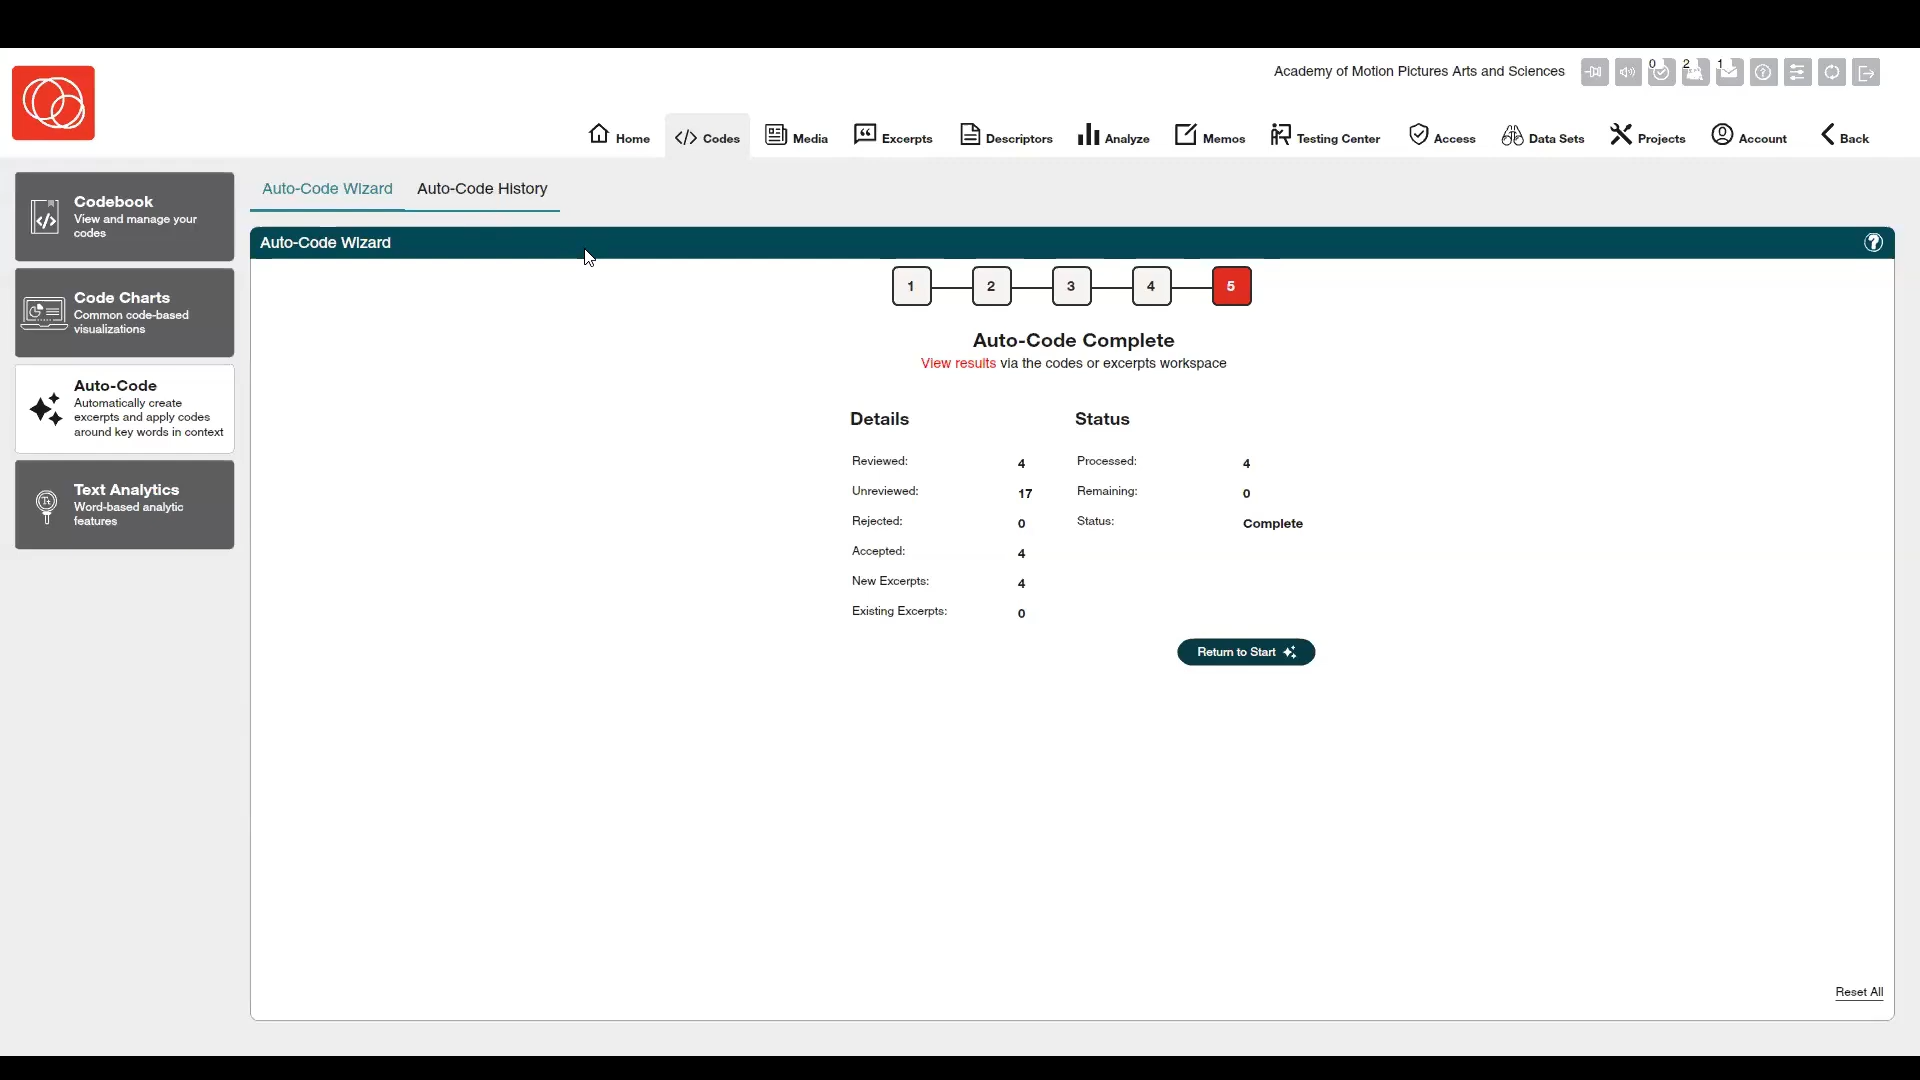 Academy of Motion Pictures Arts and Sciences
0
2
1
Home
Codes
Media
Excerpts
Descriptors
Analyze
Memos
Testing Center
Access
Data Sets
Projects
Account
Back
Codebook
View and manage your
codes
Code Charts
Common code-based
visualizations
Auto-Code
Automatically create
excerpts and apply codes
around key words in context
Text Analytics
Word-based analytic
features
Auto-Code Wizard
Auto-Code History
Auto-Code Wizard
?
1
2
3
4
5
Auto-Code Complete
View results via the codes or excerpts workspace
Details
Status
Reviewed: 4
Processed: 4
Unreviewed: 17
Remaining: 0
Rejected: 0
Status: Complete
Accepted: 4
New Excerpts: 4
Existing Excerpts: 0
Return to Start
Reset All